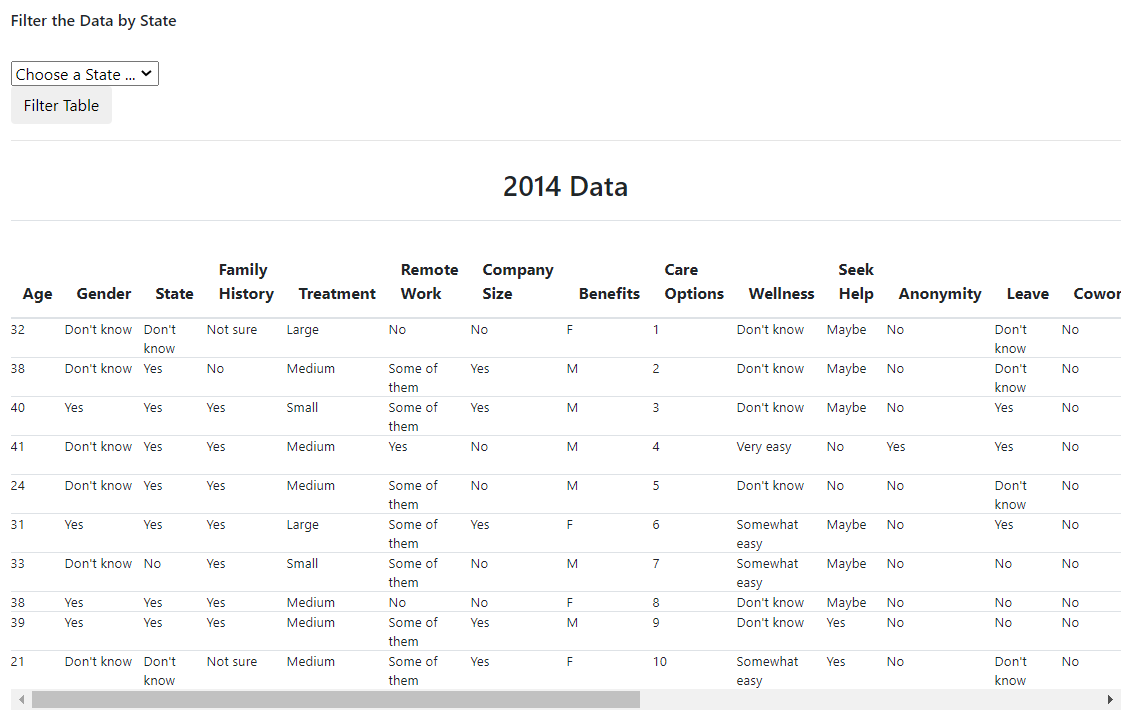 Filter the Data by State
Choose a State ...
Filter Table
2014 Data
Age Gender State Family History Treatment Remote Work Company Size Benefits Care Options Wellness Seek Help Anonymity Leave Cowor
32 Don't know Don't know Not sure Large No No F 1 Don't know Maybe No Don't know No
38 Don't know Yes No Medium Some of them Yes M 2 Don't know Maybe No Don't know No
40 Yes Yes Yes Small Some of them Yes M 3 Don't know Maybe No Yes No
41 Don't know Yes Yes Medium Yes No M 4 Very easy No Yes Yes No
24 Don't know Yes Yes Medium Some of them No M 5 Don't know No No Don't know No
31 Yes Yes Yes Large Some of them Yes F 6 Somewhat easy Maybe No Yes No
33 Don't know No Yes Small Some of them No M 7 Somewhat easy Maybe No No No
38 Yes Yes Yes Medium No No F 8 Don't know Maybe No No No
39 Yes Yes Yes Medium Some of them Yes M 9 Don't know Yes No No No
21 Don't know Don't know Not sure Medium Some of them Yes F 10 Somewhat easy Yes No Don't know No